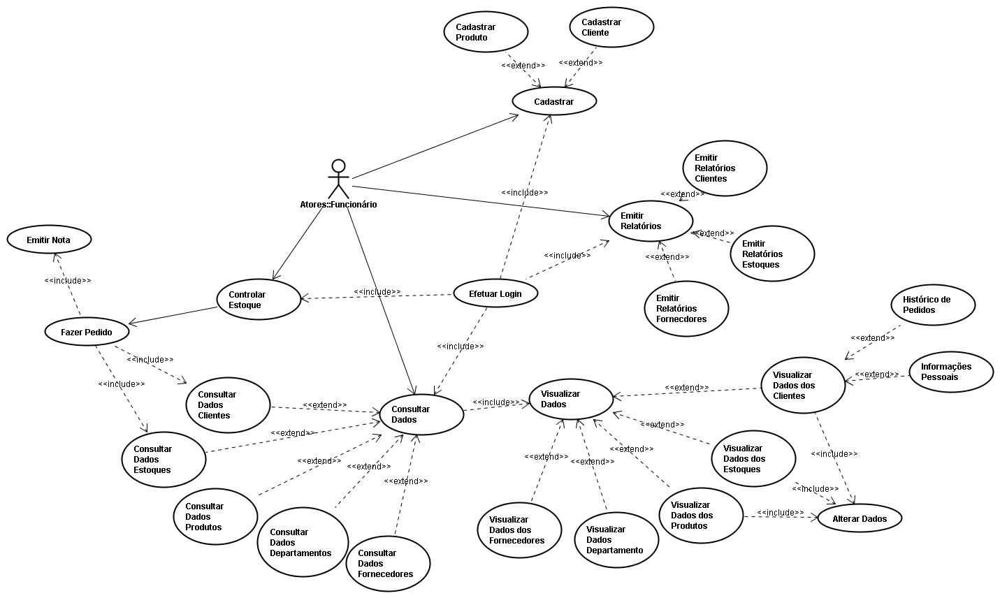 Cadastrar
Produto
Cadastrar
Cliente
<<extend>>
<<extend>>
Cadastrar
Emitir
Relatórios
Clientes
<<include>>
<<extend>>
Atores::Funcionário
Emitir
Relatórios
<<extend>>
Emitir Nota
Emitir
Relatórios
Estoques
<<include>>
<<extend>>
<<include>>
Controlar
Estoque
<<include>>
Efetuar Login
Emitir
Relatórios
Fornecdores
Histórico de
Pedidos
Fazer Pedido
<<extend>>
<<include>>
<<include>>
<<include>>
Informações
Pessoais
<<extend>>
Visualizar
Dados dos
Clientes
<<extend>>
Consultar
Dados
Clientes
<<extend>>
Consultar
Dados
<<include>>
Visualizar
Dados
<<extend>>
<<extend>>
Consultar
Dados
Estoques
<<extend>>
<<extend>>
<<extend>>
<<extend>>
<<extend>>
<<extend>>
Visualizar
Dados dos
Estoques
<<include>>
<<include>>
Consultar
Dados
Produtos
Consultar
Dados
Departamentos
Consultar
Dados
Fornecedores
Visualizar
Dados dos
Fornecedores
Visualizar
Dados
Departamento
Visualizar
Dados dos
Produtos
<<include>>
Alterar Dados